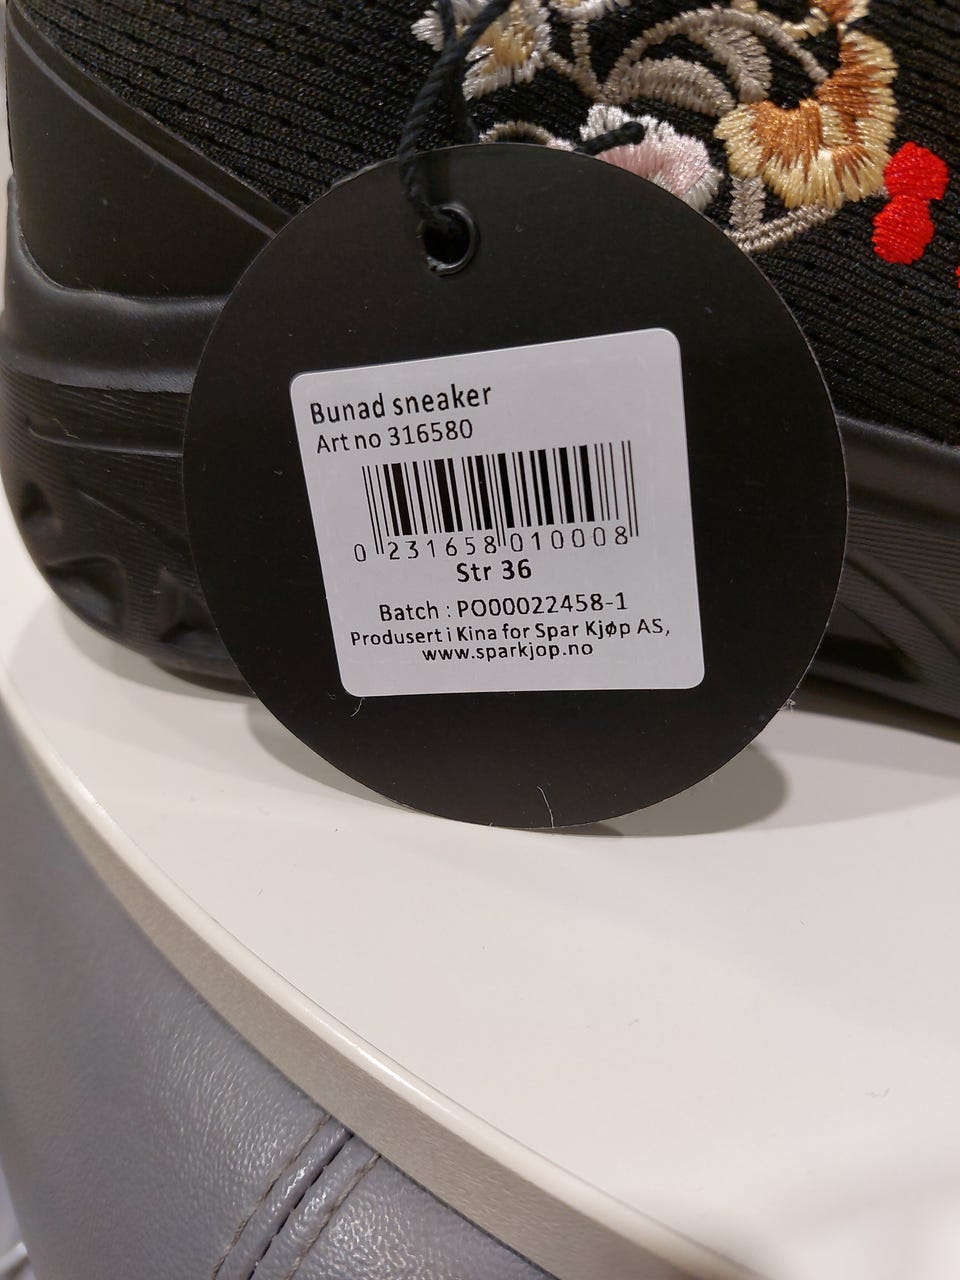 Bunad sneaker
Art no 316580
0 231658 010008
Str 36
Batch : PO00022458-1
Produsert i Kina for Spar Kjøp AS,
www.sparkjop.no